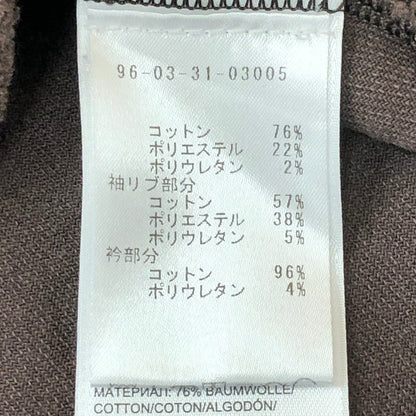 96-03-31-03005
コットン 76%
ポリエステル 22%
ポリウレタン 2%
袖リブ部分
コットン 57%
ポリエステル 38%
ポリウレタン 5%
衿部分
コットン 96%
ポリウレタン 4%
МАТЕРИАЛ: 76% BAUMWOLLE/
COTTON/COTON/ALGODÓN/